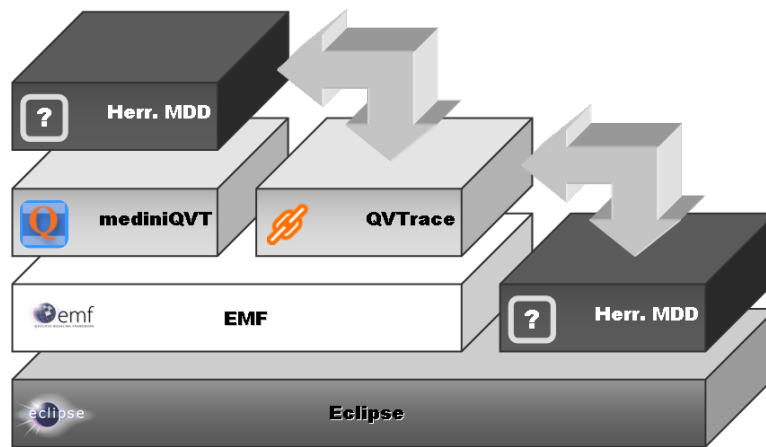 ? Herr. MDD
Q mediniQVT
QVTrace
emf
EMF
? Herr. MDD
eclipse
Eclipse